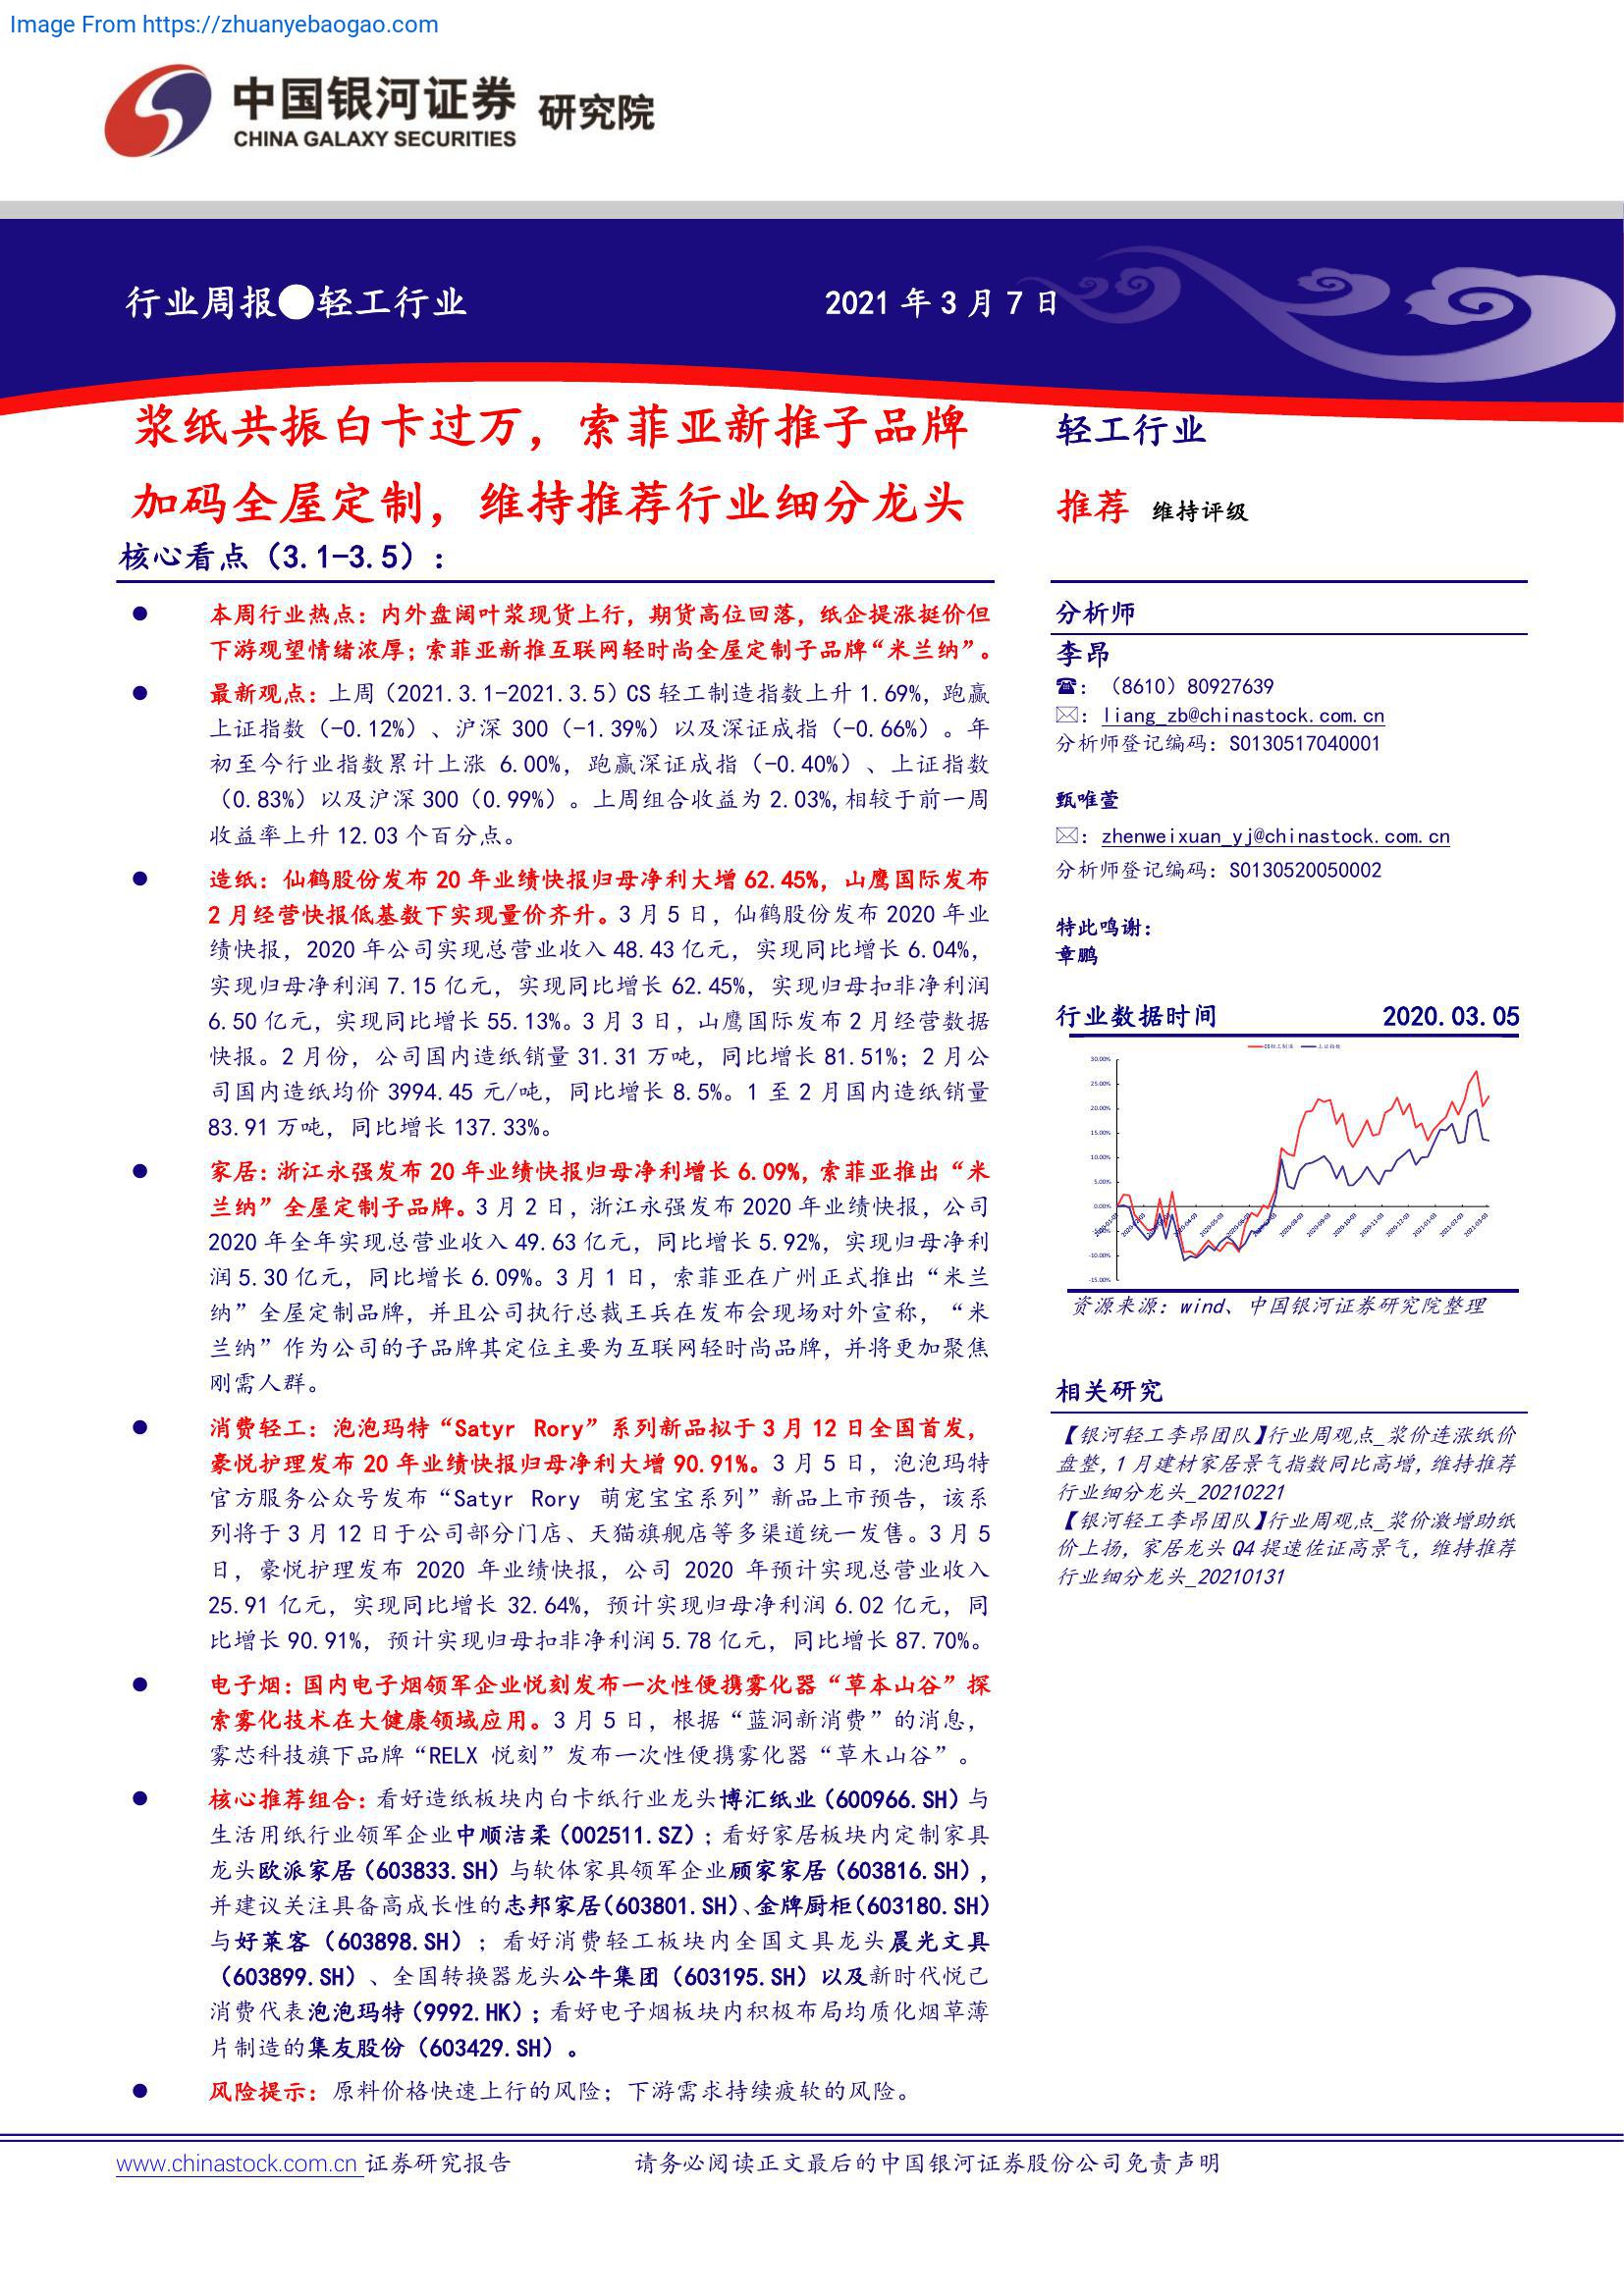 Image From https://zhuanyebaogao.com
中国银河证券 研究院
CHINA GALAXY SECURITIES
行业周报●轻工行业
2021 年 3 月 7 日
浆纸共振白卡过万，索菲亚新推子品牌
加码全屋定制，维持推荐行业细分龙头
核心看点（3.1-3.5）：
本周行业热点：内外盘阔叶浆现货上行，期货高位回落，纸企提涨挺价但
下游观望情绪浓厚；索菲亚新推互联网轻时尚全屋定制子品牌“米兰纳”。
最新观点：上周（2021.3.1-2021.3.5）CS 轻工制造指数上升 1.69%，跑赢
上证指数（-0.12%）、沪深 300（-1.39%）以及深证成指（-0.66%）。年
初至今行业指数累计上涨 6.00%，跑赢深证成指（-0.40%）、上证指数
（0.83%）以及沪深 300（0.99%）。上周组合收益为 2.03%,相较于前一周
收益率上升 12.03 个百分点。
造纸：仙鹤股份发布 20 年业绩快报归母净利大增 62.45%，山鹰国际发布
2 月经营快报低基数下实现量价齐升。3 月 5 日，仙鹤股份发布 2020 年业
绩快报，2020 年公司实现总营业收入 48.43 亿元，实现同比增长 6.04%，
实现归母净利润 7.15 亿元，实现同比增长 62.45%，实现归母扣非净利润
6.50 亿元，实现同比增长 55.13%。3 月 3 日，山鹰国际发布 2 月经营数据
快报。2 月份，公司国内造纸销量 31.31 万吨，同比增长 81.51%；2 月公
司国内造纸均价 3994.45 元/吨，同比增长 8.5%。1 至 2 月国内造纸销量
83.91 万吨，同比增长 137.33%。
家居：浙江永强发布 20 年业绩快报归母净利增长 6.09%，索菲亚推出“米
兰纳”全屋定制子品牌。3 月 2 日，浙江永强发布 2020 年业绩快报，公司
2020 年全年实现总营业收入 49.63 亿元，同比增长 5.92%，实现归母净利
润 5.30 亿元，同比增长 6.09%。3 月 1 日，索菲亚在广州正式推出“米兰
纳”全屋定制品牌，并且公司执行总裁王兵在发布会现场对外宣称，“米
兰纳”作为公司的子品牌其定位主要为互联网轻时尚品牌，并将更加聚焦
刚需人群。
消费轻工：泡泡玛特“Satyr Rory”系列新品拟于 3 月 12 日全国首发，
豪悦护理发布 20 年业绩快报归母净利大增 90.91%。3 月 5 日，泡泡玛特
官方服务公众号发布“Satyr Rory 萌宠宝宝系列”新品上市预告，该系
列将于 3 月 12 日于公司部分门店、天猫旗舰店等多渠道统一发售。3 月 5
日，豪悦护理发布 2020 年业绩快报，公司 2020 年预计实现总营业收入
25.91 亿元，实现同比增长 32.64%，预计实现归母净利润 6.02 亿元，同
比增长 90.91%，预计实现归母扣非净利润 5.78 亿元，同比增长 87.70%。
电子烟：国内电子烟领军企业悦刻发布一次性便携雾化器“草本山谷”探
索雾化技术在大健康领域应用。3 月 5 日，根据“蓝洞新消费”的消息，
雾芯科技旗下品牌“RELX 悦刻”发布一次性便携雾化器“草木山谷”。
核心推荐组合：看好造纸板块内白卡纸行业龙头博汇纸业（600966.SH）与
生活用纸行业领军企业中顺洁柔（002511.SZ）；看好家居板块内定制家具
龙头欧派家居（603833.SH）与软体家具领军企业顾家家居（603816.SH），
并建议关注具备高成长性的志邦家居（603801.SH）、金牌厨柜（603180.SH）
与好莱客（603898.SH）；看好消费轻工板块内全国文具龙头晨光文具
（603899.SH）、全国转换器龙头公牛集团（603195.SH）以及新时代悦己
消费代表泡泡玛特（9992.HK）；看好电子烟板块内积极布局均质化烟草薄
片制造的集友股份（603429.SH）。
风险提示：原料价格快速上行的风险；下游需求持续疲软的风险。
轻工行业
推荐 维持评级
分析师
李昂
☎：（8610）80927639
✉：liang_zb@chinastock.com.cn
分析师登记编码：S0130517040001
甄唯萱
✉：zhenweixuan_yj@chinastock.com.cn
分析师登记编码：S0130520050002
特此鸣谢：
章鹏
行业数据时间 2020.03.05
CS轻工制造 上证指数
30.00%
25.00%
20.00%
15.00%
10.00%
5.00%
0.00%
-10.00%
-15.00%
2020-04-03
2020-05-03
2020-08-03
2020-09-03
2020-10-03
2020-11-03
2020-12-03
2021-01-03
2021-02-03
2021-03-03
资源来源：wind、中国银河证券研究院整理
相关研究
【银河轻工李昂团队】行业周观点_浆价连涨纸价
盘整，1 月建材家居景气指数同比高增，维持推荐
行业细分龙头_20210221
【银河轻工李昂团队】行业周观点_浆价激增助纸
价上扬，家居龙头 Q4 提速佐证高景气，维持推荐
行业细分龙头_20210131
www.chinastock.com.cn 证券研究报告 请务必阅读正文最后的中国银河证券股份公司免责声明